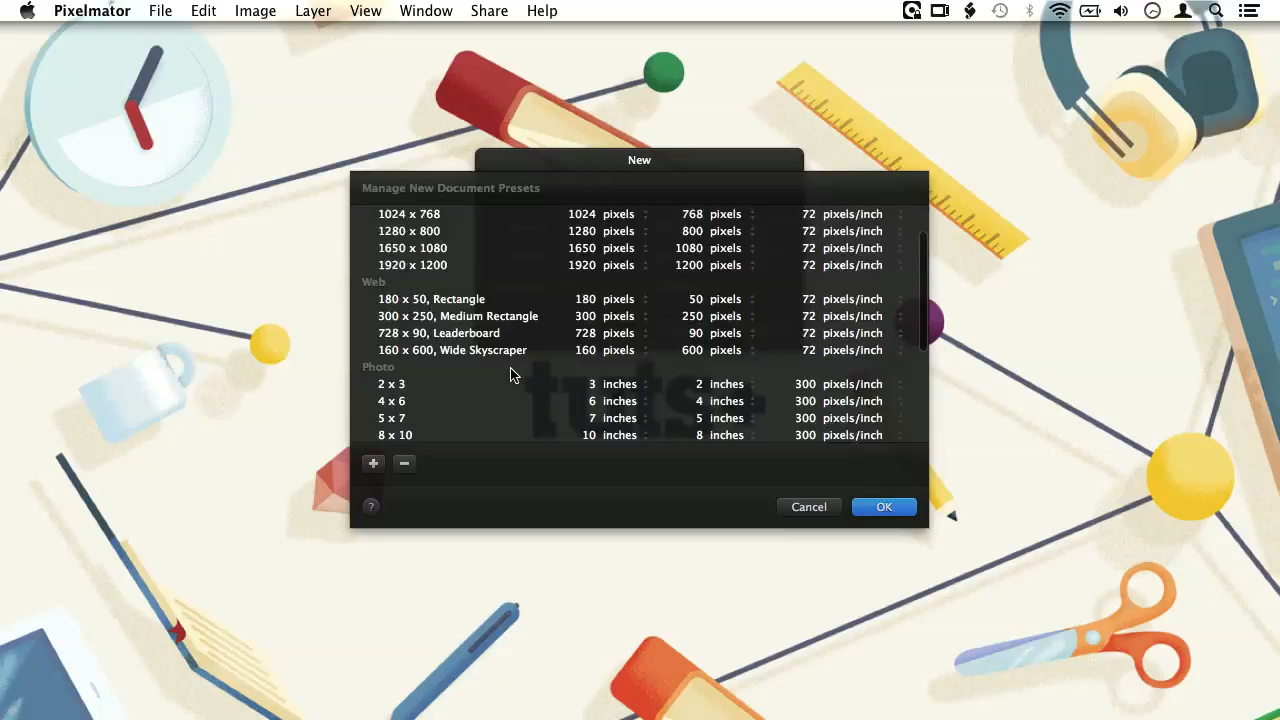 Pixelmator File Edit Image Layer View Window Share Help
New
Manage New Document Presets
1024 x 768 1024 pixels 768 pixels 72 pixels/inch
1280 x 800 1280 pixels 800 pixels 72 pixels/inch
1650 x 1080 1650 pixels 1080 pixels 72 pixels/inch
1920 x 1200 1920 pixels 1200 pixels 72 pixels/inch
Web
180 x 50, Rectangle 180 pixels 50 pixels 72 pixels/inch
300 x 250, Medium Rectangle 300 pixels 250 pixels 72 pixels/inch
728 x 90, Leaderboard 728 pixels 90 pixels 72 pixels/inch
160 x 600, Wide Skyscraper 160 pixels 600 pixels 72 pixels/inch
Photo
2 x 3 3 inches 2 inches 300 pixels/inch
4 x 6 6 inches 4 inches 300 pixels/inch
5 x 7 7 inches 5 inches 300 pixels/inch
8 x 10 10 inches 8 inches 300 pixels/inch
tuts+
+ −
? Cancel OK